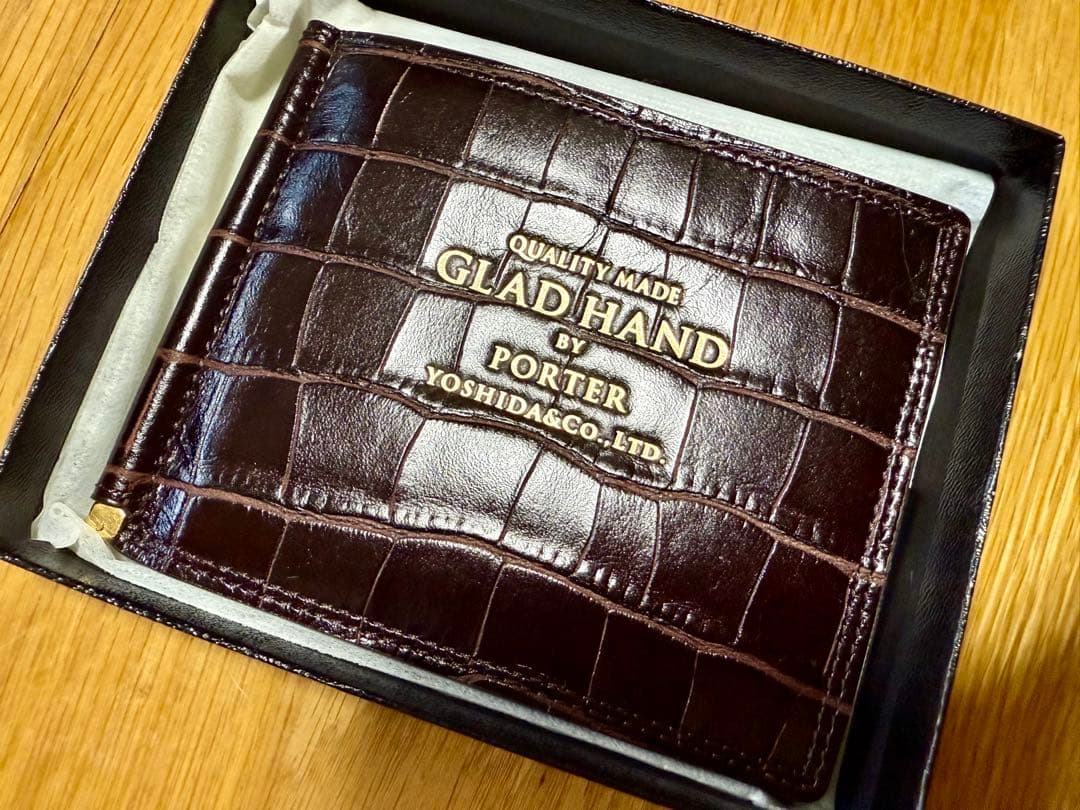 QUALITY MADE
GLAD HAND
BY
PORTER
YOSHIDA&CO.,LTD.